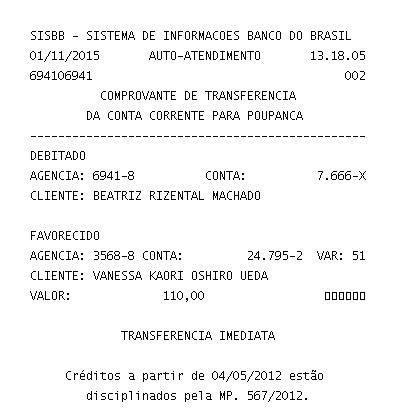 SISBB - SISTEMA DE INFORMACOES BANCO DO BRASIL
01/11/2015 AUTO-ATENDIMENTO 13.18.05
694106941 002
COMPROVANTE DE TRANSFERENCIA
DA CONTA CORRENTE PARA POUPANCA
------------------------------------------------
DEBITADO
AGENCIA: 6941-8 CONTA: 7.666-X
CLIENTE: BEATRIZ RIZENTAL MACHADO
FAVORECIDO
AGENCIA: 3568-8 CONTA: 24.795-2 VAR: 51
CLIENTE: VANESSA KAORI OSHIRO UEDA
VALOR: 110,00 □□□□□□
TRANSFERENCIA IMEDIATA
Créditos a partir de 04/05/2012 estão
disciplinados pela MP. 567/2012.